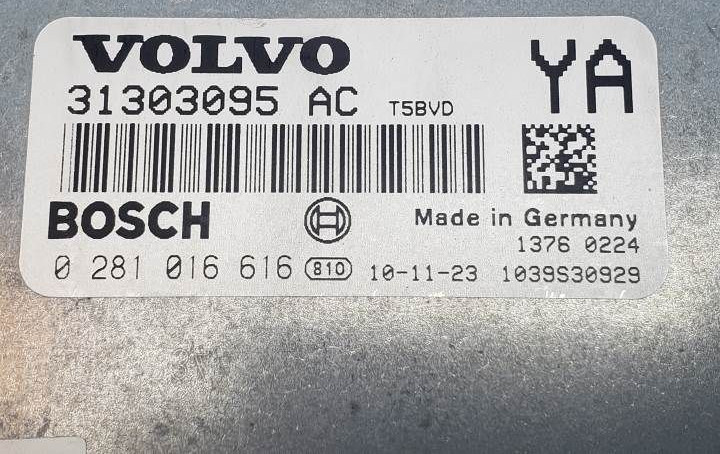 VOLVO
YA
31303095 AC T5BVD
BOSCH
Made in Germany
1376 0224
0 281 016 616 810 10-11-23 1039S30929